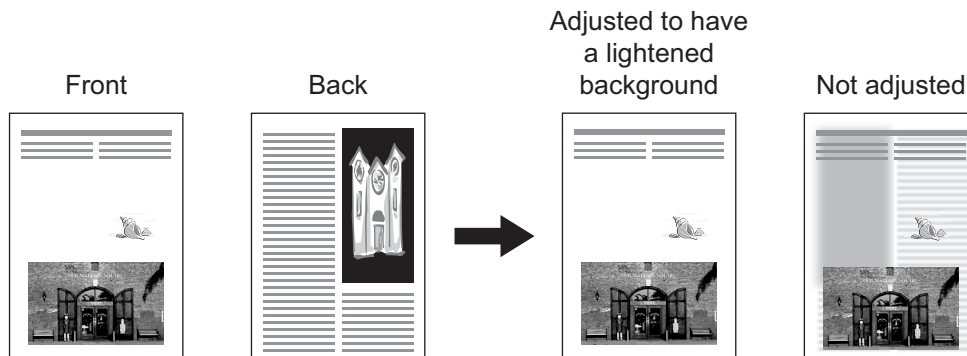 Adjusted to have
a lightened
background
Front
Back
Not adjusted